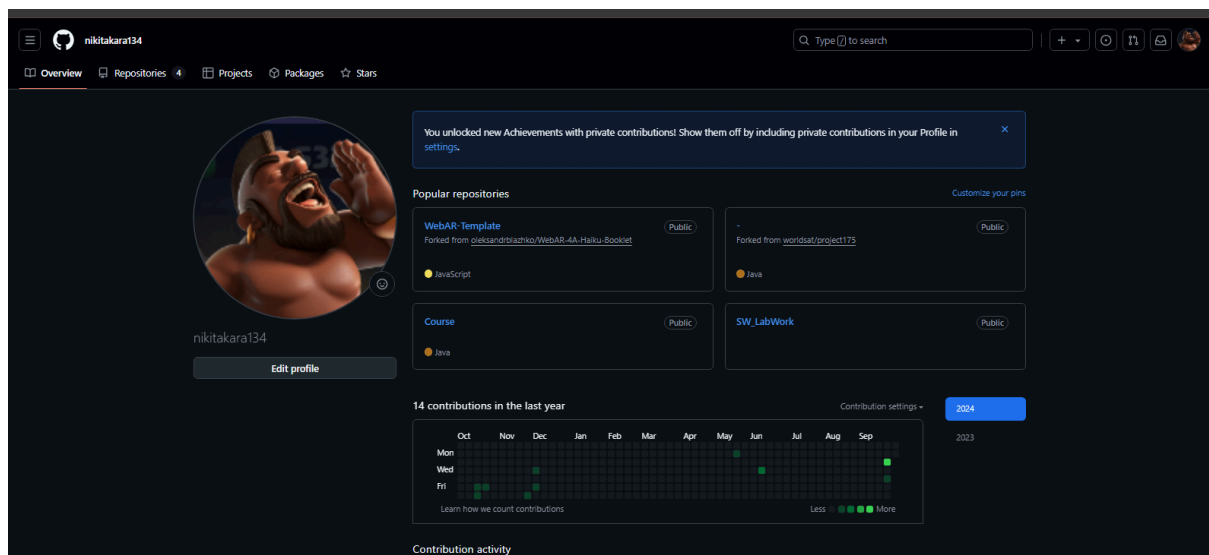 nikitakara134
Type / to search
Overview
Repositories 4
Projects
Packages
Stars
You unlocked new Achievements with private contributions! Show them off by including private contributions in your Profile in
settings.
Popular repositories
Customize your pins
WebAR-Template
Public
Forked from oleksandrblazhko/WebAR-4A-Haiku-Booklet
JavaScript
-
Public
Forked from worldsat/project175
Java
Course
Public
Java
SW_LabWork
Public
nikitakara134
Edit profile
14 contributions in the last year
Contribution settings
2024
2023
Oct Nov Dec Jan Feb Mar Apr May Jun Jul Aug Sep
Mon
Wed
Fri
Learn how we count contributions
Less More
Contribution activity